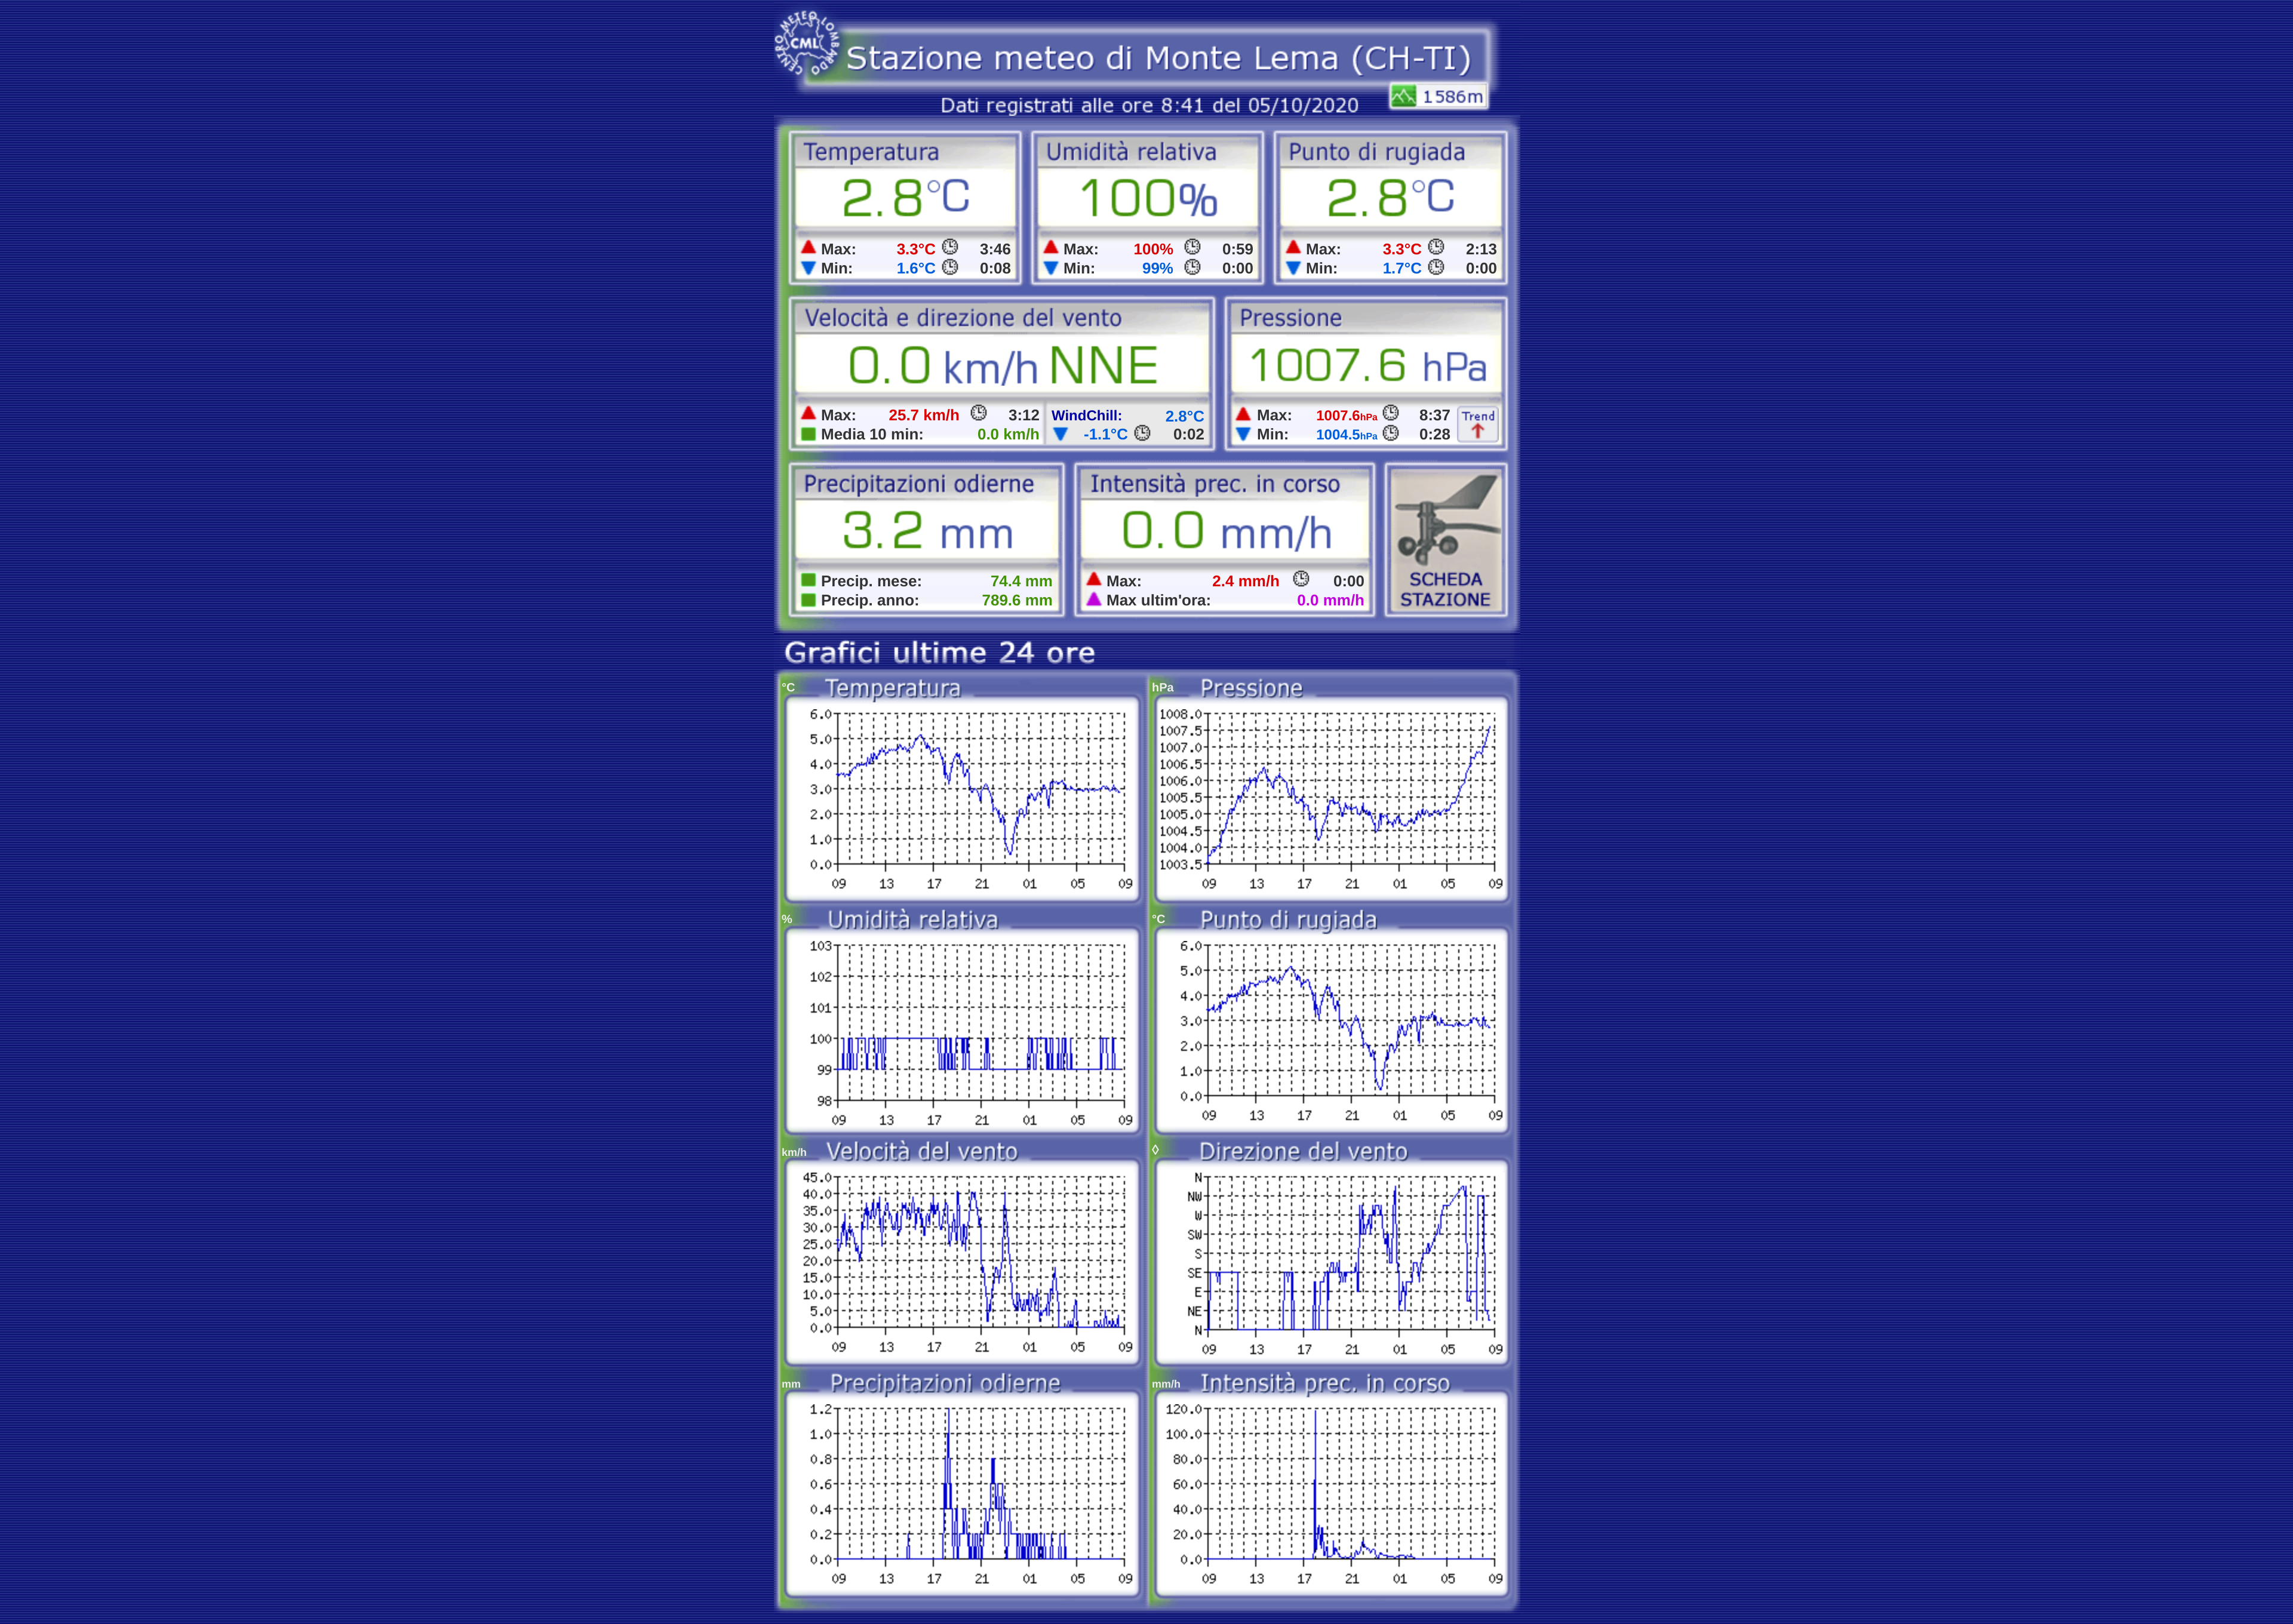 CENTRO METEO LOMBARDO
CML
Stazione meteo di Monte Lema (CH-TI)
1586m
Dati registrati alle ore 8:41 del 05/10/2020
Temperatura
2.8°C
Max: 3.3°C 3:46
Min: 1.6°C 0:08
Umidità relativa
100%
Max: 100% 0:59
Min: 99% 0:00
Punto di rugiada
2.8°C
Max: 3.3°C 2:13
Min: 1.7°C 0:00
Velocità e direzione del vento
0.0 km/h NNE
Max: 25.7 km/h 3:12
Media 10 min: 0.0 km/h
WindChill: 2.8°C
-1.1°C 0:02
Pressione
1007.6 hPa
Max: 1007.6hPa 8:37
Min: 1004.5hPa 0:28
Trend
Precipitazioni odierne
3.2 mm
Precip. mese: 74.4 mm
Precip. anno: 789.6 mm
Intensità prec. in corso
0.0 mm/h
Max: 2.4 mm/h 0:00
Max ultim'ora: 0.0 mm/h
SCHEDA
STAZIONE
Grafici ultime 24 ore
°C Temperatura
6.0
5.0
4.0
3.0
2.0
1.0
0.0
09 13 17 21 01 05 09
hPa Pressione
1008.0
1007.5
1007.0
1006.5
1006.0
1005.5
1005.0
1004.5
1004.0
1003.5
09 13 17 21 01 05 09
% Umidità relativa
103
102
101
100
99
98
09 13 17 21 01 05 09
°C Punto di rugiada
6.0
5.0
4.0
3.0
2.0
1.0
0.0
09 13 17 21 01 05 09
km/h Velocità del vento
45.0
40.0
35.0
30.0
25.0
20.0
15.0
10.0
5.0
0.0
09 13 17 21 01 05 09
◊ Direzione del vento
N
NW
W
SW
S
SE
E
NE
N
09 13 17 21 01 05 09
mm Precipitazioni odierne
1.2
1.0
0.8
0.6
0.4
0.2
0.0
09 13 17 21 01 05 09
mm/h Intensità prec. in corso
120.0
100.0
80.0
60.0
40.0
20.0
0.0
09 13 17 21 01 05 09